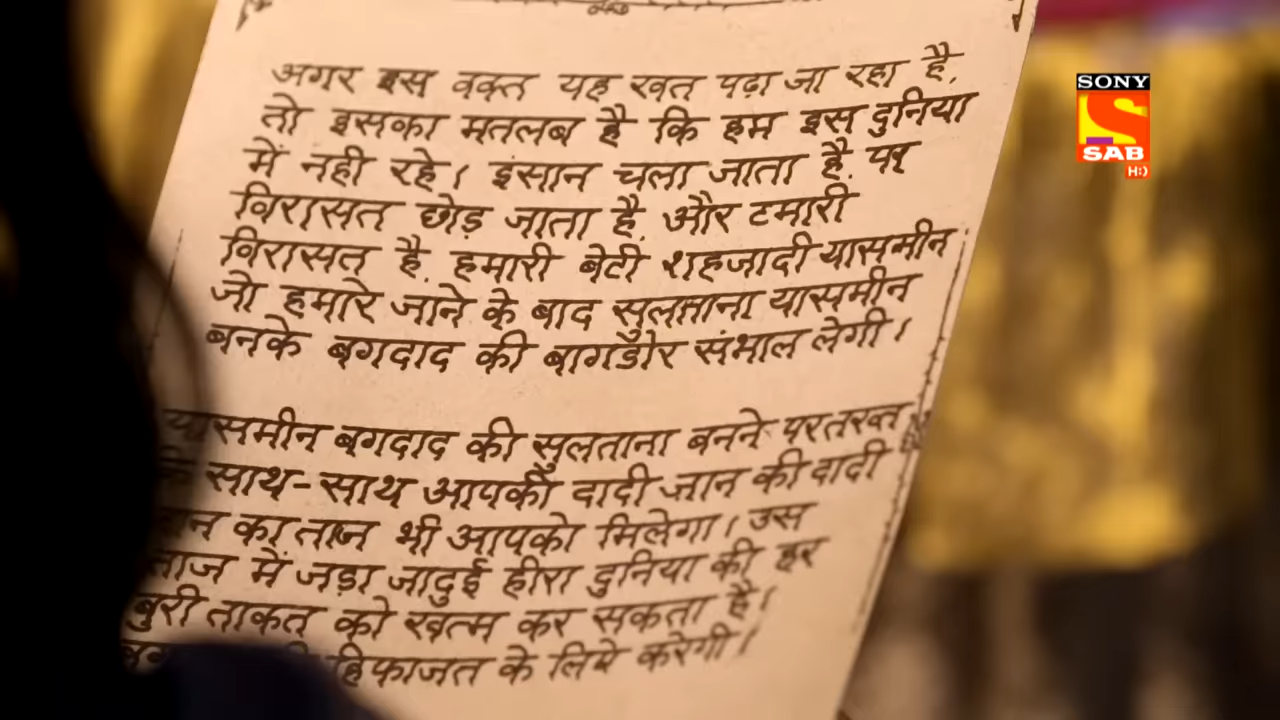 अगर इस वक्त यह खत पढ़ा जा रहा है,
तो इसका मतलब है कि हम इस दुनिया
में नही रहे। इंसान चला जाता है, पर
विरासत छोड़ जाता है, और टमारी
विरासत है, हमारी बेटी शहजादी यासमीन
जो हमारे जाने के बाद सुलताना यासमीन
बनके बगदाद की बागडोर संभाल लेगी।
यासमीन बगदाद की सुलताना बनने पर तख्त
के साथ-साथ आपकी दादी जान की दादी
जान का ताज भी आपको मिलेगा। उस
ताज में जड़ा जादुई हीरा दुनिया की हर
बुरी ताकत को खत्म कर सकता है।
हिफाजत के लिये करेगी।
SONY
SAB
HD